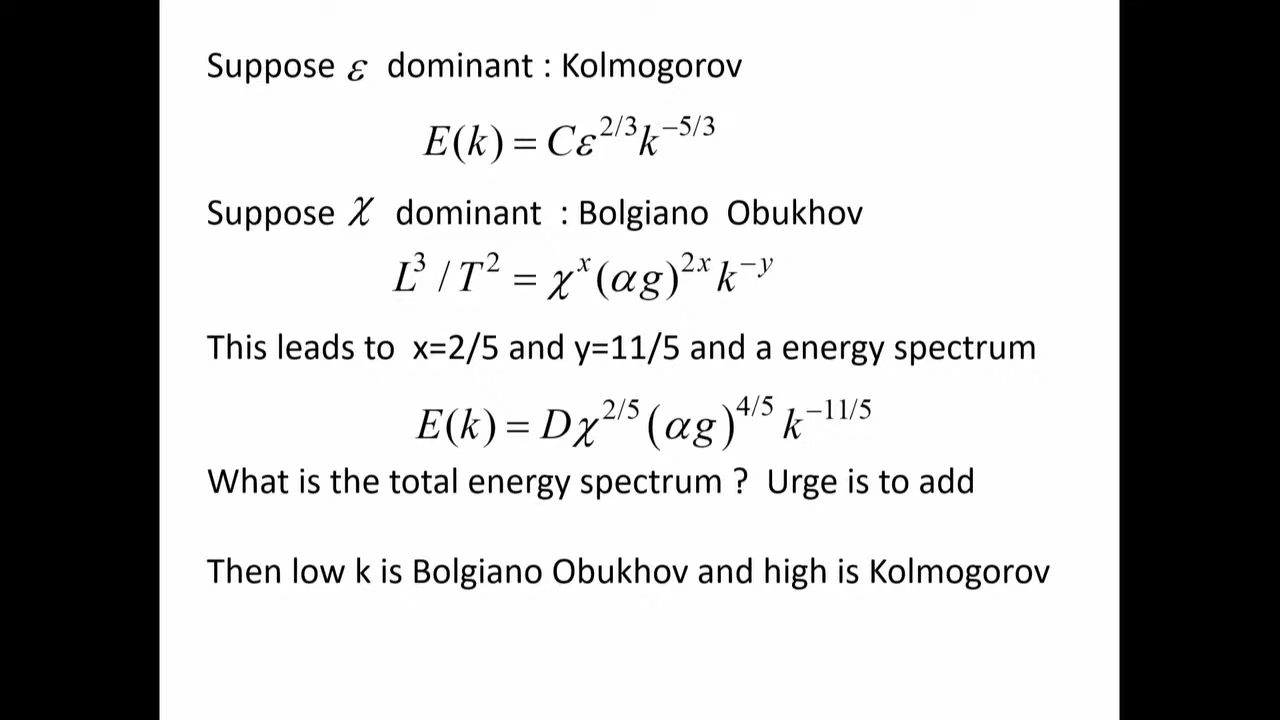 Suppose ε dominant : Kolmogorov
E(k) = Cε^{2/3}k^{−5/3}
Suppose χ dominant : Bolgiano Obukhov
L^3 / T^2 = χ^x(αg)^{2x} k^{−y}
This leads to x=2/5 and y=11/5 and a energy spectrum
E(k) = Dχ^{2/5}(αg)^{4/5} k^{−11/5}
What is the total energy spectrum ? Urge is to add
Then low k is Bolgiano Obukhov and high is Kolmogorov